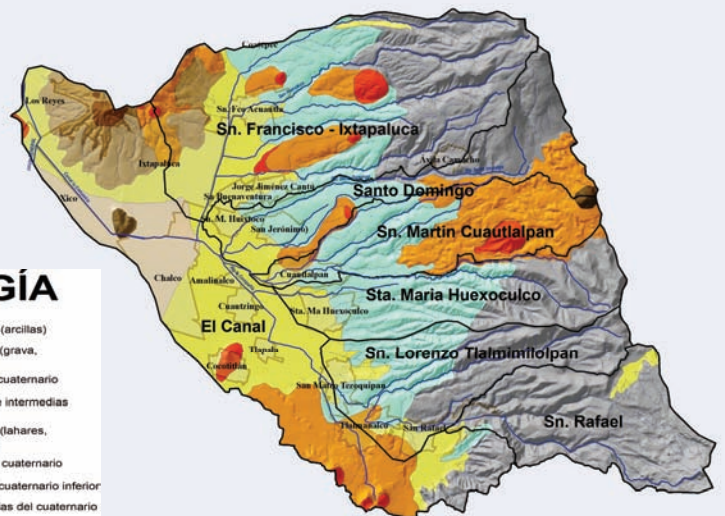 Coatepec
Los Reyes
Sn. Fco Acuautla
Sn. Francisco - Ixtapaluca
Ixtapaluca
Avila Camacho
Jorge Jiménez Cantú
Santo Domingo
Xico
Sn Buenaventura
Sn. M. Huixtoco
San Jerónimo
Sn. Martin Cuautlalpan
Chalco
Amalinalco
Cuautlalpan
Sta. Maria Huexoculco
Cuautzingo
Sta. Ma Huexoculco
El Canal
Tlapala
Sn. Lorenzo Tlalmimilolpan
Cocotitlán
San Mateo Tezoquipan
Tlalmanalco
San Rafael
Sn. Rafael
GÍA
(arcillas)
(grava,
cuaternario
intermedias
(lahares,
cuaternario
cuaternario inferior
as del cuaternario